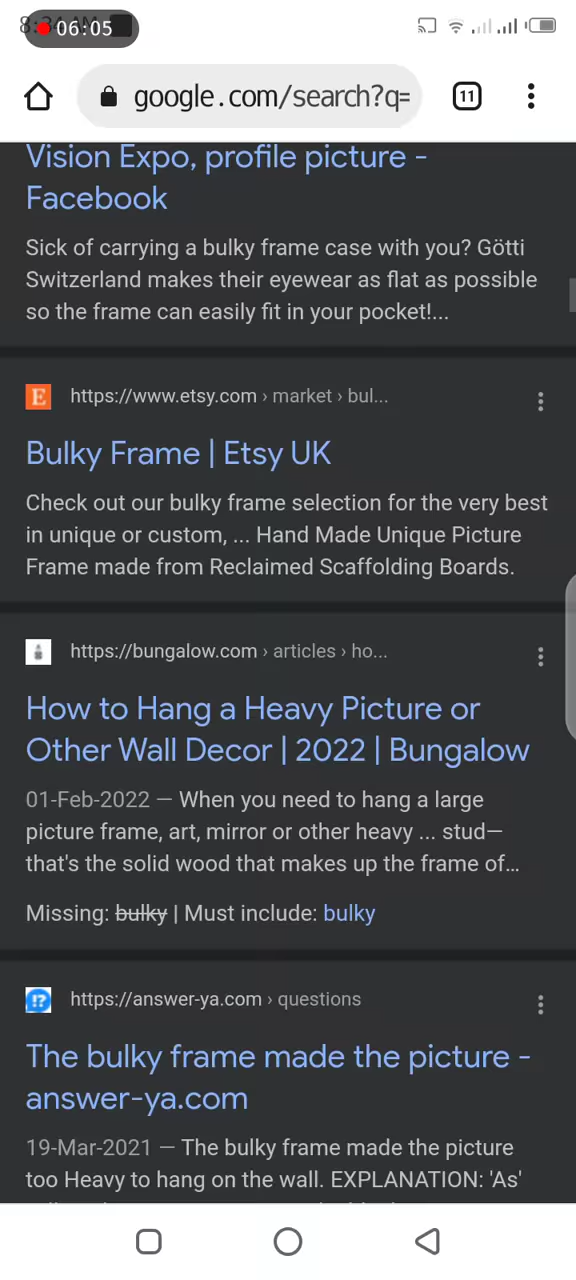 06:05
google.com/search?q=
11
Vision Expo, profile picture -
Facebook
Sick of carrying a bulky frame case with you? Götti
Switzerland makes their eyewear as flat as possible
so the frame can easily fit in your pocket!...
https://www.etsy.com › market › bul...
Bulky Frame | Etsy UK
Check out our bulky frame selection for the very best
in unique or custom, ... Hand Made Unique Picture
Frame made from Reclaimed Scaffolding Boards.
https://bungalow.com › articles › ho...
How to Hang a Heavy Picture or
Other Wall Decor | 2022 | Bungalow
01-Feb-2022 — When you need to hang a large
picture frame, art, mirror or other heavy ... stud—
that's the solid wood that makes up the frame of...
Missing: bulky | Must include: bulky
https://answer-ya.com › questions
The bulky frame made the picture -
answer-ya.com
19-Mar-2021 — The bulky frame made the picture
too Heavy to hang on the wall. EXPLANATION: 'As'